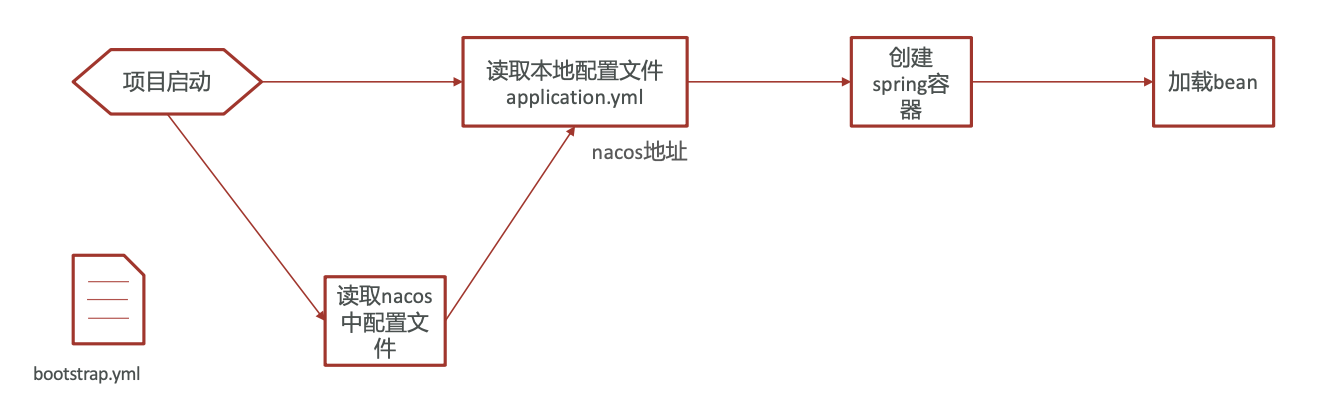 项目启动
读取本地配置文件
application.yml
创建
spring容
器
加载bean
nacos地址
读取nacos
中配置文
件
bootstrap.yml